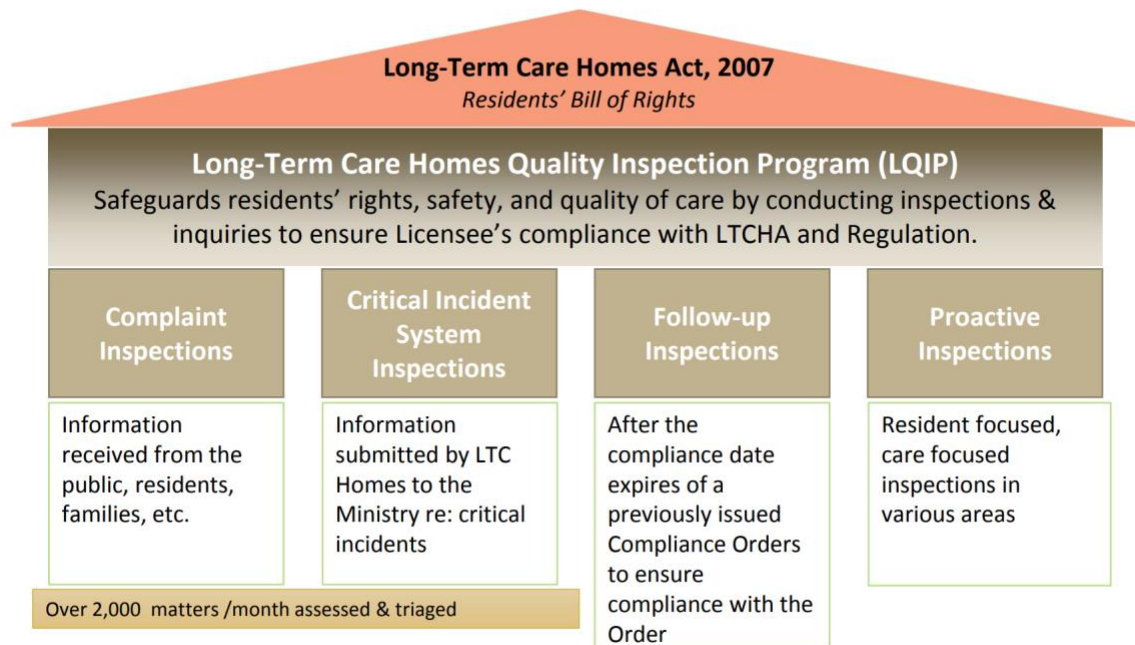 Long-Term Care Homes Act, 2007
Residents' Bill of Rights
Long-Term Care Homes Quality Inspection Program (LQIP)
Safeguards residents' rights, safety, and quality of care by conducting inspections &
inquiries to ensure Licensee's compliance with LTCHA and Regulation.
Complaint
Inspections
Information
received from the
public, residents,
families, etc.
Critical Incident
System
Inspections
Information
submitted by LTC
Homes to the
Ministry re: critical
incidents
Over 2,000 matters /month assessed & triaged
Follow-up
Inspections
After the
compliance date
expires of a
previously issued
Compliance Orders
to ensure
compliance with the
Order
Proactive
Inspections
Resident focused,
care focused
inspections in
various areas